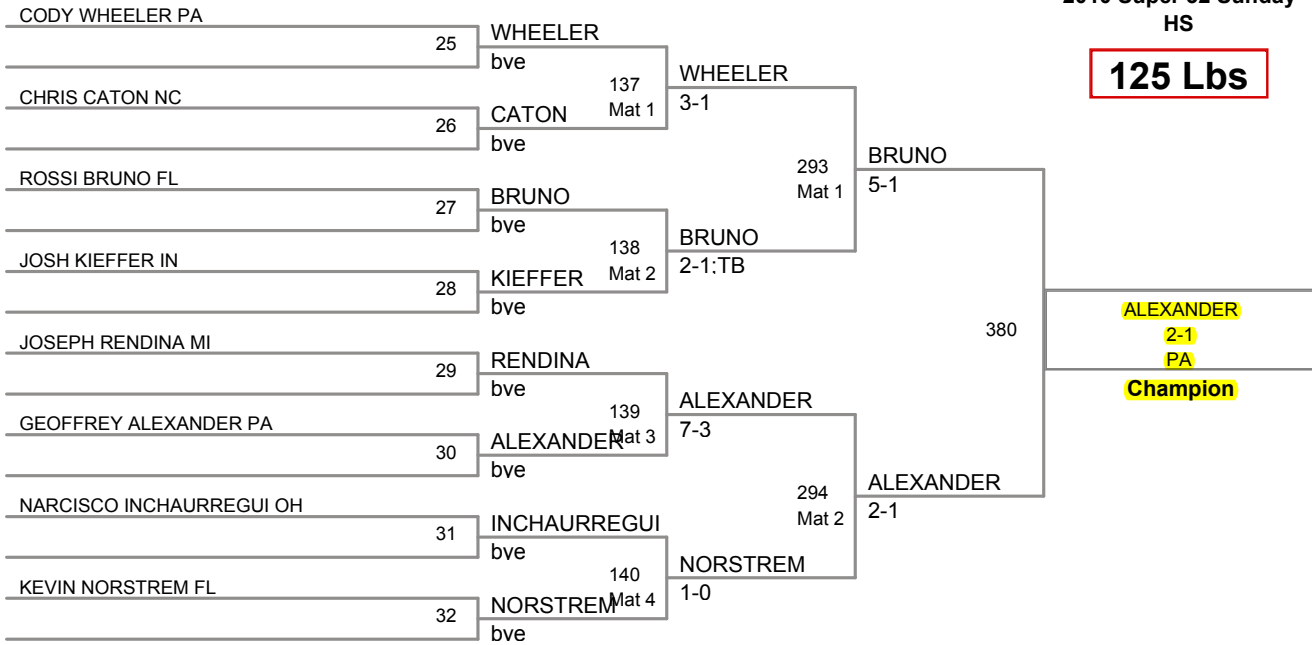 2010 Super 32 Sunday
HS
125 Lbs
CODY WHEELER PA
25
WHEELER
bve
CHRIS CATON NC
26
CATON
bve
137
Mat 1
WHEELER
3-1
ROSSI BRUNO FL
27
BRUNO
bve
JOSH KIEFFER IN
28
KIEFFER
bve
138
Mat 2
BRUNO
2-1;TB
293
Mat 1
BRUNO
5-1
JOSEPH RENDINA MI
29
RENDINA
bve
GEOFFREY ALEXANDER PA
30
ALEXANDER
bve
139
Mat 3
ALEXANDER
7-3
NARCISCO INCHAURREGUI OH
31
INCHAURREGUI
bve
KEVIN NORSTREM FL
32
NORSTREM
bve
140
Mat 4
NORSTREM
1-0
294
Mat 2
ALEXANDER
2-1
380
ALEXANDER
2-1
PA
Champion